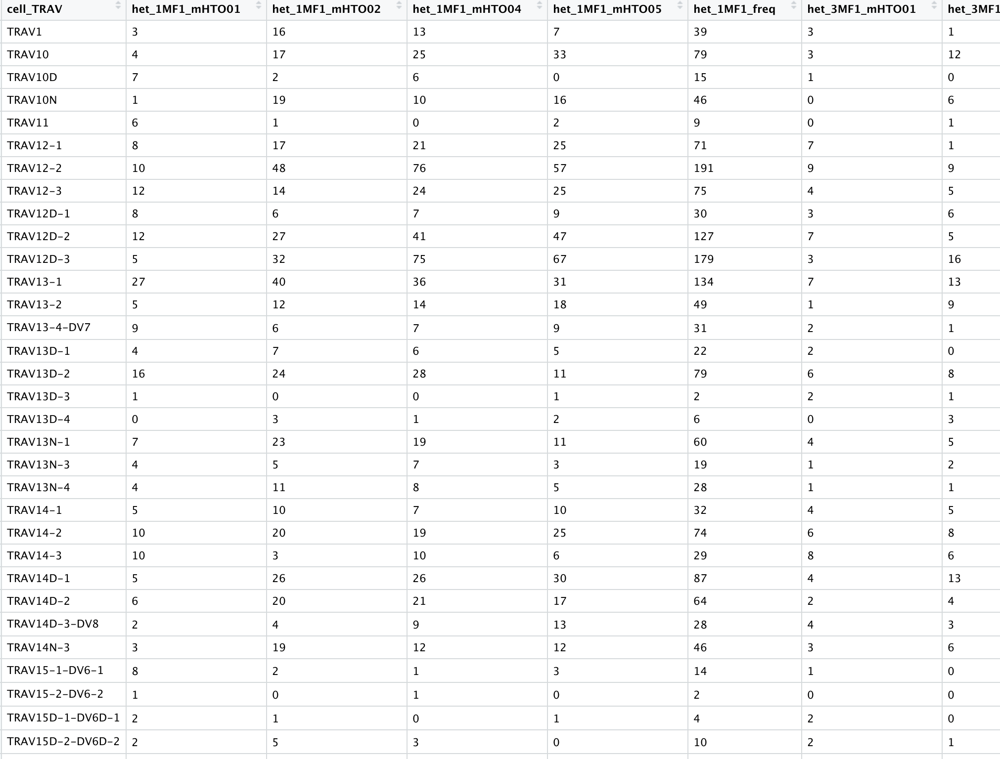 cell_TRAV het_1MF1_mHTO01 het_1MF1_mHTO02 het_1MF1_mHTO04 het_1MF1_mHTO05 het_1MF1_freq het_3MF1_mHTO01 het_3MF1
TRAV1 3 16 13 7 39 3 1
TRAV10 4 17 25 33 79 3 12
TRAV10D 7 2 6 0 15 1 0
TRAV10N 1 19 10 16 46 0 6
TRAV11 6 1 0 2 9 0 1
TRAV12-1 8 17 21 25 71 7 1
TRAV12-2 10 48 76 57 191 9 9
TRAV12-3 12 14 24 25 75 4 5
TRAV12D-1 8 6 7 9 30 3 6
TRAV12D-2 12 27 41 47 127 7 5
TRAV12D-3 5 32 75 67 179 3 16
TRAV13-1 27 40 36 31 134 7 13
TRAV13-2 5 12 14 18 49 1 9
TRAV13-4-DV7 9 6 7 9 31 2 1
TRAV13D-1 4 7 6 5 22 2 0
TRAV13D-2 16 24 28 11 79 6 8
TRAV13D-3 1 0 0 1 2 2 1
TRAV13D-4 0 3 1 2 6 0 3
TRAV13N-1 7 23 19 11 60 4 5
TRAV13N-3 4 5 7 3 19 1 2
TRAV13N-4 4 11 8 5 28 1 1
TRAV14-1 5 10 7 10 32 4 5
TRAV14-2 10 20 19 25 74 6 8
TRAV14-3 10 3 10 6 29 8 6
TRAV14D-1 5 26 26 30 87 4 13
TRAV14D-2 6 20 21 17 64 2 4
TRAV14D-3-DV8 2 4 9 13 28 4 3
TRAV14N-3 3 19 12 12 46 3 6
TRAV15-1-DV6-1 8 2 1 3 14 1 0
TRAV15-2-DV6-2 1 0 1 0 2 0 0
TRAV15D-1-DV6D-1 2 1 0 1 4 2 0
TRAV15D-2-DV6D-2 2 5 3 0 10 2 1